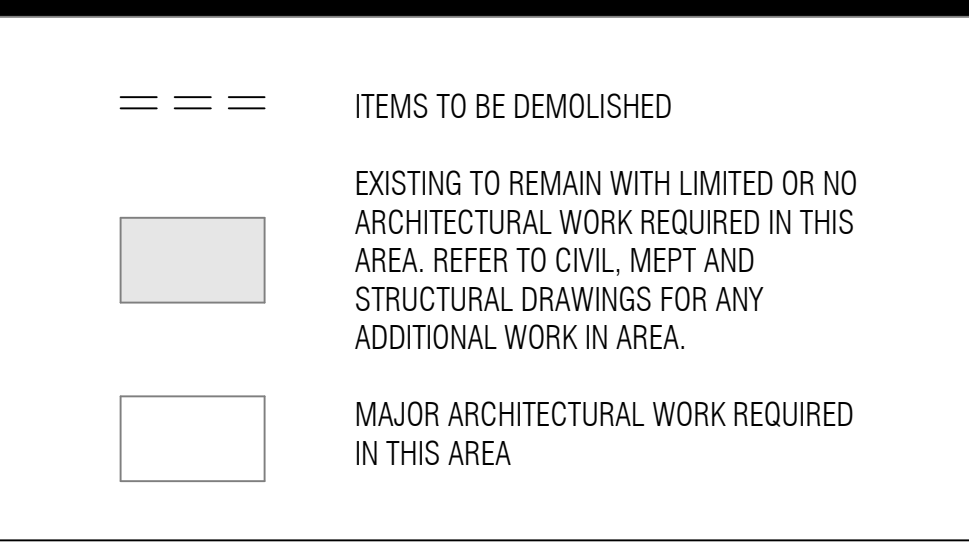 ITEMS TO BE DEMOLISHED
EXISTING TO REMAIN WITH LIMITED OR NO
ARCHITECTURAL WORK REQUIRED IN THIS
AREA. REFER TO CIVIL, MEPT AND
STRUCTURAL DRAWINGS FOR ANY
ADDITIONAL WORK IN AREA.
MAJOR ARCHITECTURAL WORK REQUIRED
IN THIS AREA